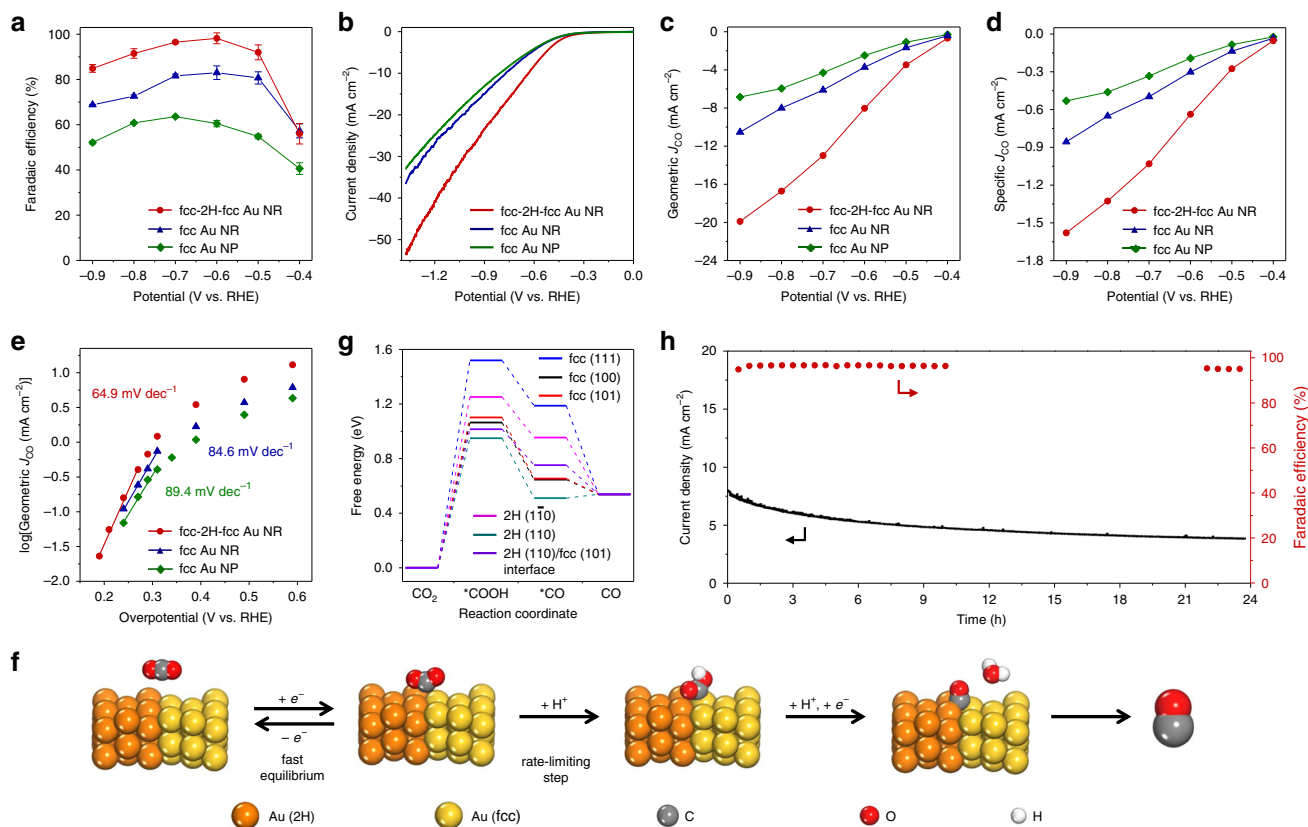 a
Faradaic efficiency (%)
100
80
60
40
20
0
fcc-2H-fcc Au NR
fcc Au NR
fcc Au NP
−0.9 −0.8 −0.7 −0.6 −0.5 −0.4
Potential (V vs. RHE)
b
Current density (mA cm−2)
0
−10
−20
−30
−40
−50
fcc-2H-fcc Au NR
fcc Au NR
fcc Au NP
−1.2 −0.9 −0.6 −0.3 0.0
Potential (V vs. RHE)
c
Geometric JCO (mA cm−2)
0
−4
−8
−12
−16
−20
−24
fcc-2H-fcc Au NR
fcc Au NR
fcc Au NP
−0.9 −0.8 −0.7 −0.6 −0.5 −0.4
Potential (V vs. RHE)
d
Specific JCO (mA cm−2)
0.0
−0.3
−0.6
−0.9
−1.2
−1.5
−1.8
fcc-2H-fcc Au NR
fcc Au NR
fcc Au NP
−0.9 −0.8 −0.7 −0.6 −0.5 −0.4
Potential (V vs. RHE)
e
log[Geometric JCO (mA cm−2)]
1.0
0.5
0.0
−0.5
−1.0
−1.5
−2.0
64.9 mV dec−1
84.6 mV dec−1
89.4 mV dec−1
fcc-2H-fcc Au NR
fcc Au NR
fcc Au NP
0.2 0.3 0.4 0.5 0.6
Overpotential (V vs. RHE)
g
Free energy (eV)
1.6
1.2
0.8
0.4
0.0
fcc (111)
fcc (100)
fcc (101)
2H (1̄10)
2H (110)
2H (110)/fcc (101)
interface
CO2 *COOH *CO CO
Reaction coordinate
h
Current density (mA cm−2)
20
15
10
5
0
100
80
60
40
20
0
Faradaic efficiency (%)
0 3 6 9 12 15 18 21 24
Time (h)
f
+ e−
− e−
fast
equilibrium
+ H+
rate-limiting
step
+ H+, + e−
Au (2H) Au (fcc) C O H